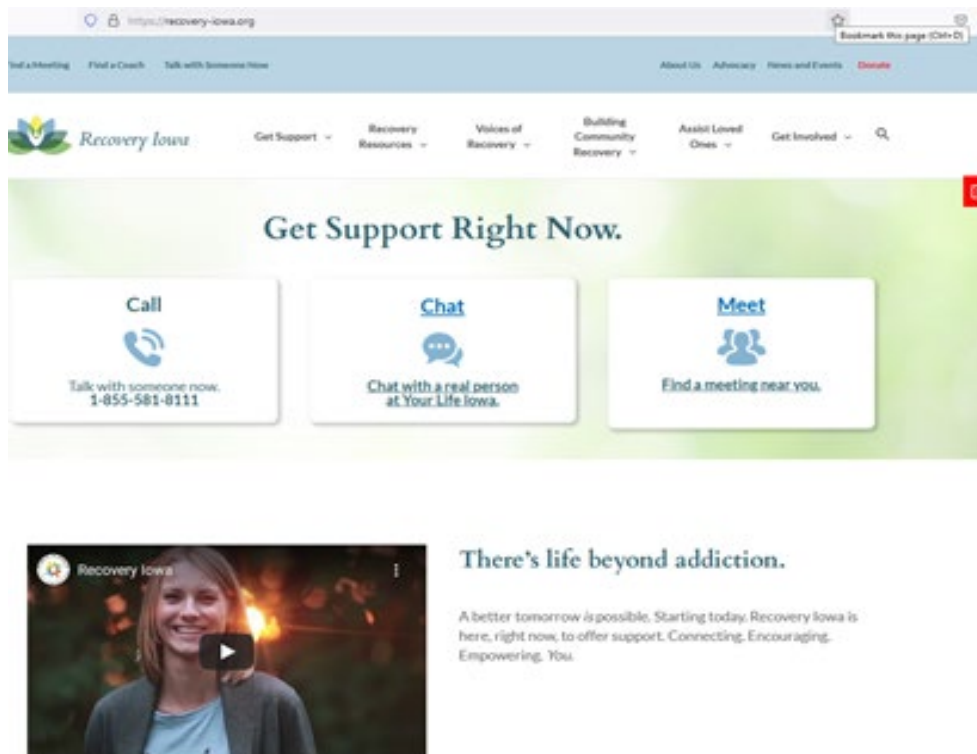 https://recovery-iowa.org
Bookmark this page (Ctrl+D)
Find a Meeting Find a Coach Talk with Someone Now About Us Advocacy News and Events Donate
Recovery Iowa
Get Support
Recovery Resources
Voices of Recovery
Building Community Recovery
Assist Loved Ones
Get Involved
Get Support Right Now.
Call
Talk with someone now.
1-855-581-8111
Chat
Chat with a real person
at Your Life Iowa.
Meet
Find a meeting near you.
Recovery Iowa
There's life beyond addiction.
A better tomorrow is possible. Starting today. Recovery Iowa is
here, right now, to offer support. Connecting. Encouraging.
Empowering. You.